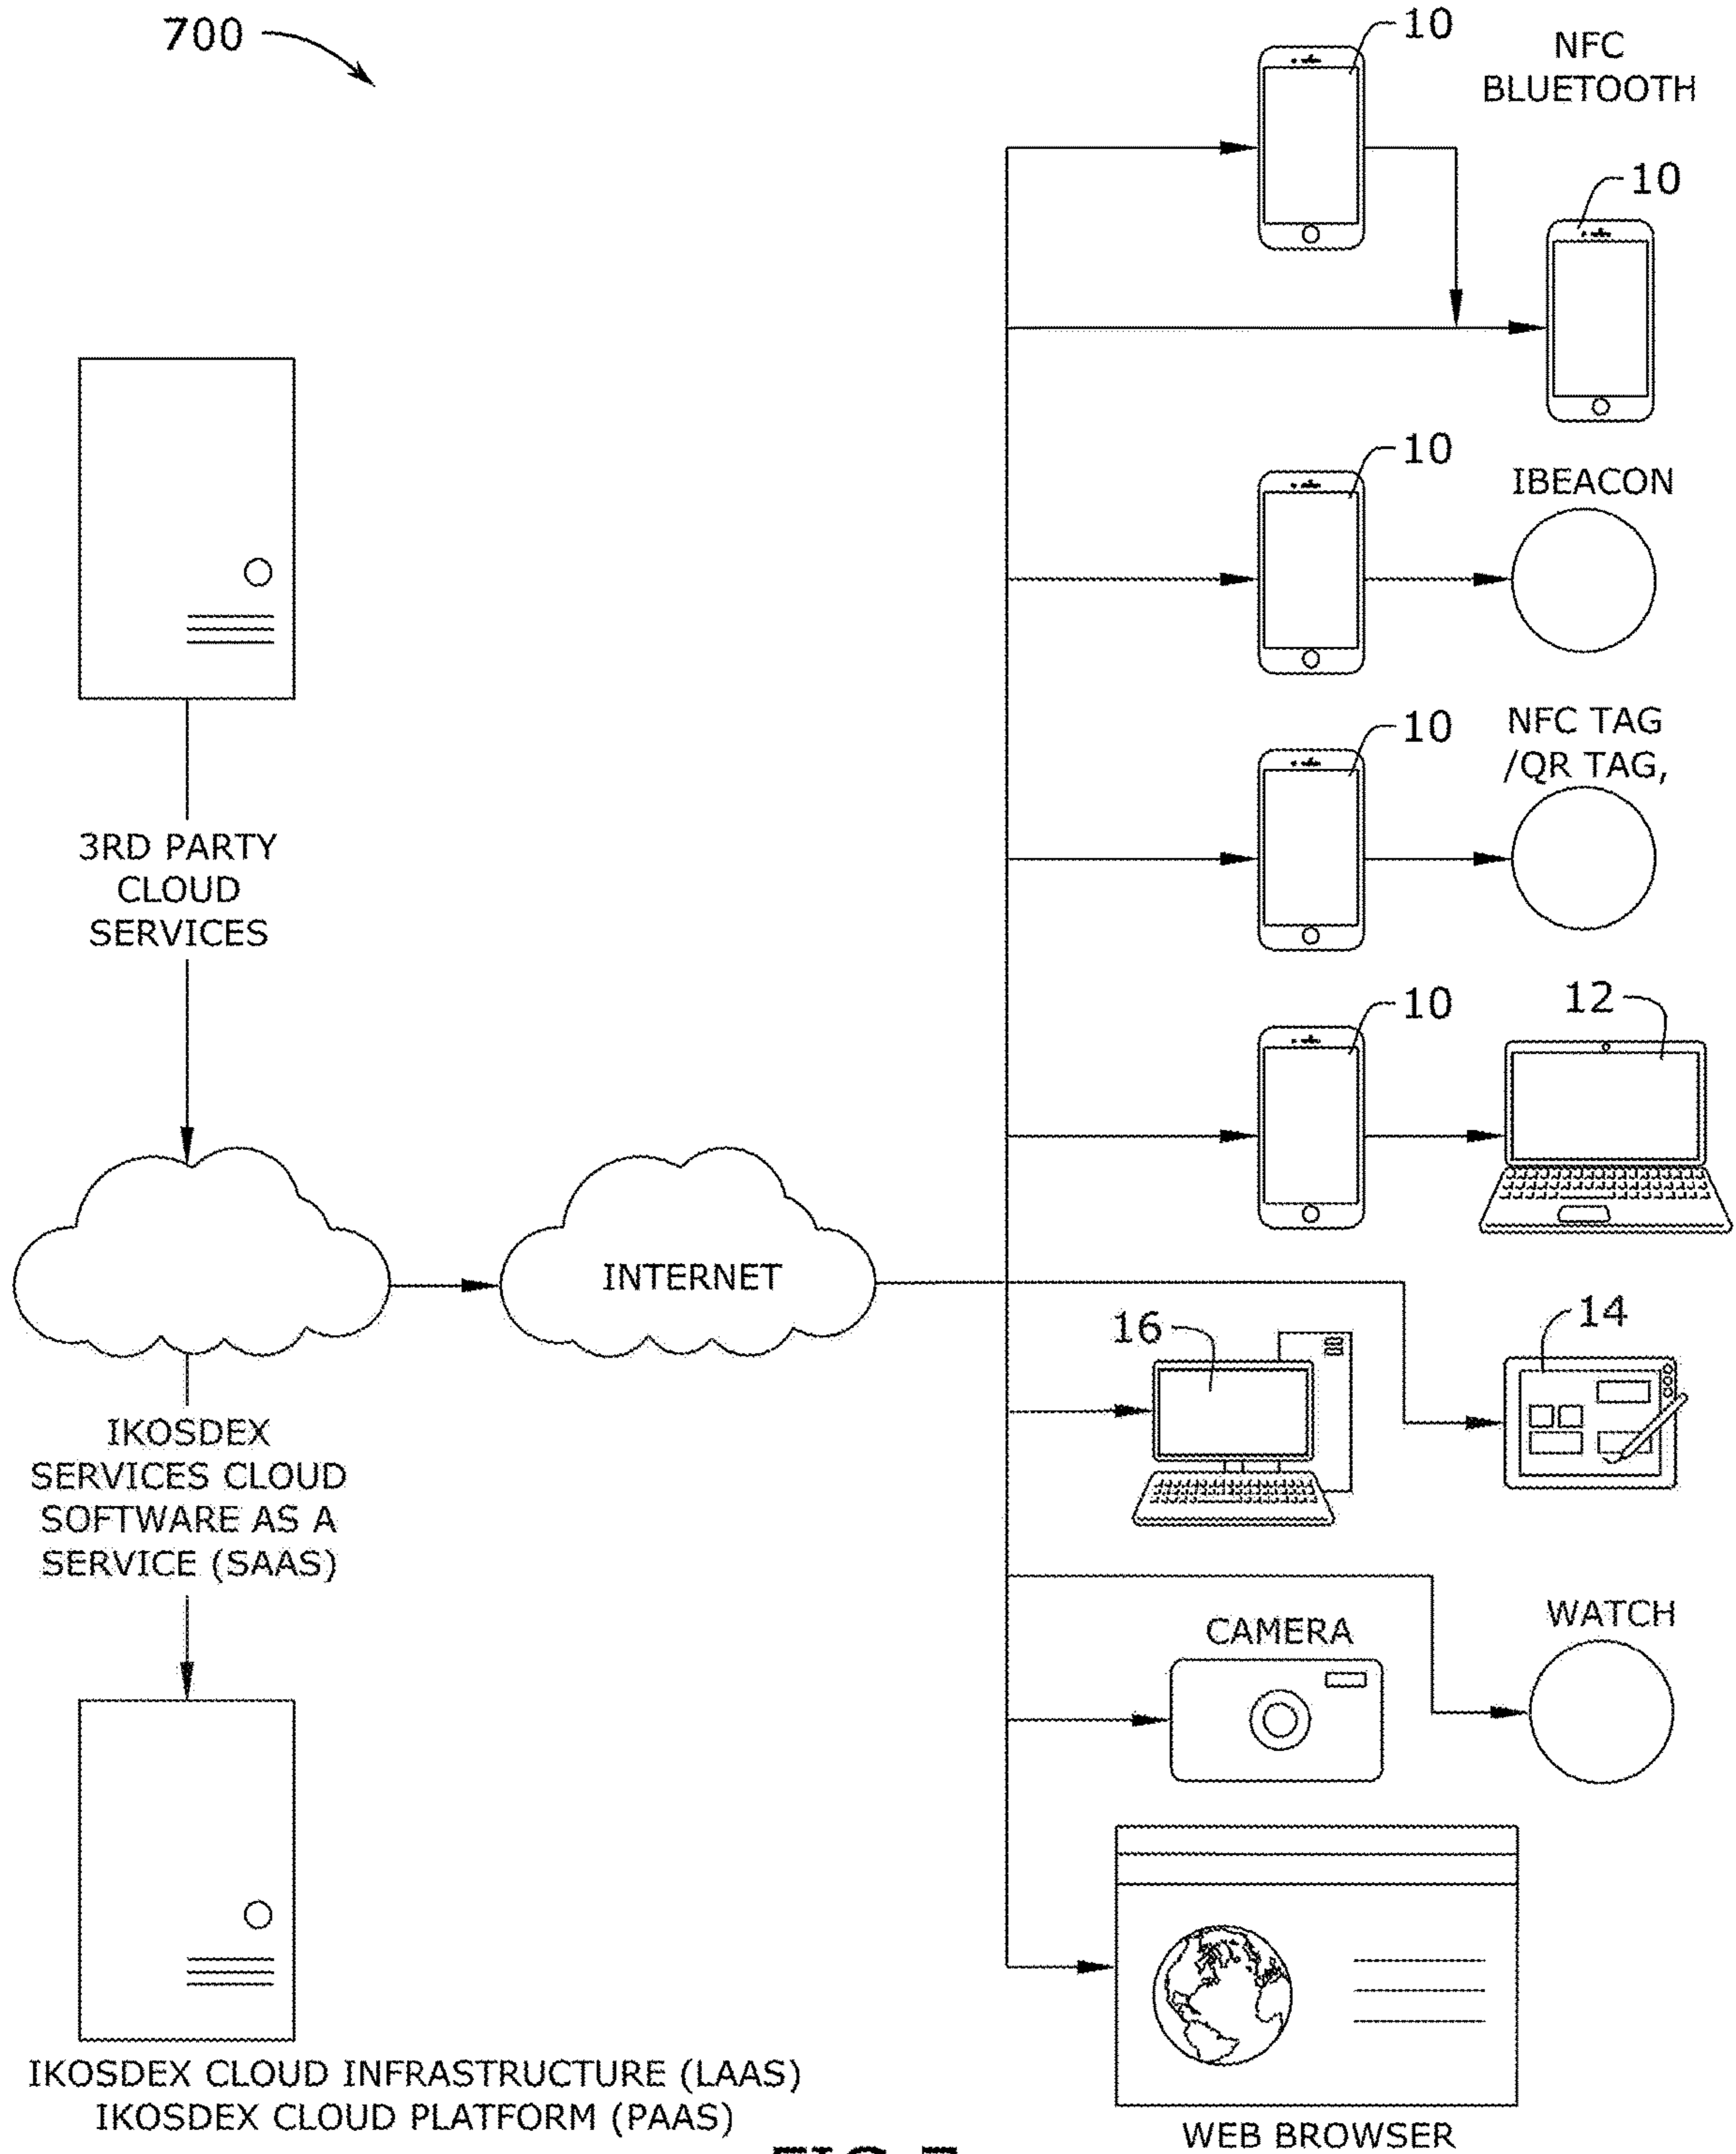 700
10
NFC
BLUETOOTH
10
10
IBEACON
10
NFC TAG
/QR TAG,
3RD PARTY
CLOUD
SERVICES
10
12
INTERNET
16
14
IKOSDEX
SERVICES CLOUD
SOFTWARE AS A
SERVICE (SAAS)
CAMERA
WATCH
IKOSDEX CLOUD INFRASTRUCTURE (LAAS)
IKOSDEX CLOUD PLATFORM (PAAS)
WEB BROWSER